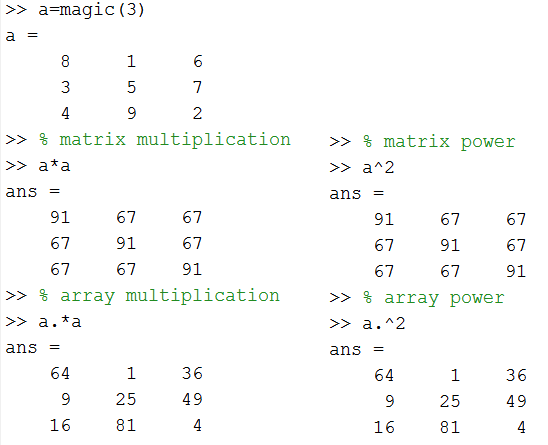 >> a=magic(3)
a =
8 1 6
3 5 7
4 9 2
>> % matrix multiplication
>> a*a
ans =
91 67 67
67 91 67
67 67 91
>> % array multiplication
>> a.*a
ans =
64 1 36
9 25 49
16 81 4
>> % matrix power
>> a^2
ans =
91 67 67
67 91 67
67 67 91
>> % array power
>> a.^2
ans =
64 1 36
9 25 49
16 81 4